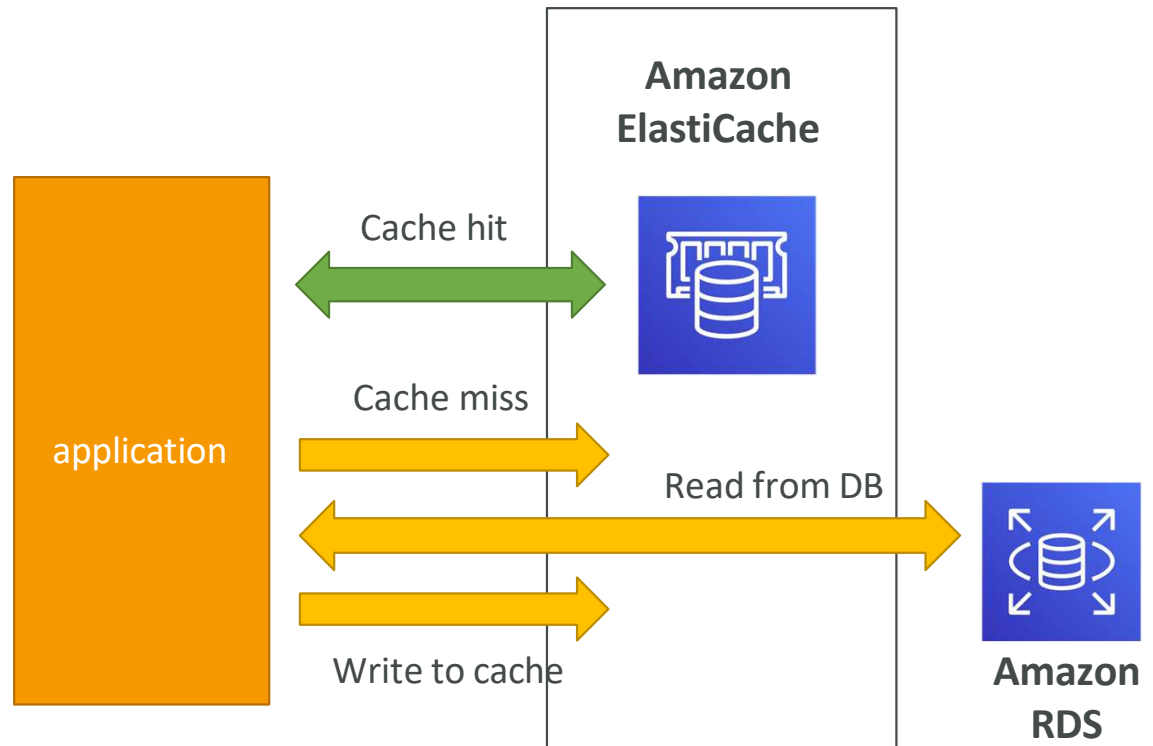 Amazon
ElastiCache
Cache hit
Cache miss
application
Read from DB
Write to cache
Amazon
RDS